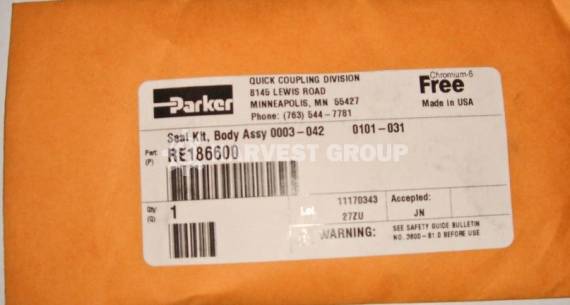 Parker
QUICK COUPLING DIVISION
8145 LEWIS ROAD
MINNEAPOLIS, MN 55427
Phone: (763) 544-7781
Chromium-6
Free
Made in USA
Seal Kit, Body Assy 0003-042 0101-031
Part:
(P)
RE186600
HARVEST GROUP
Qty
(Q)
1
Lot
11170343
27ZU
Accepted:
JN
WARNING:
SEE SAFETY GUIDE BULLETIN
NO. 3800-B1.0 BEFORE USE